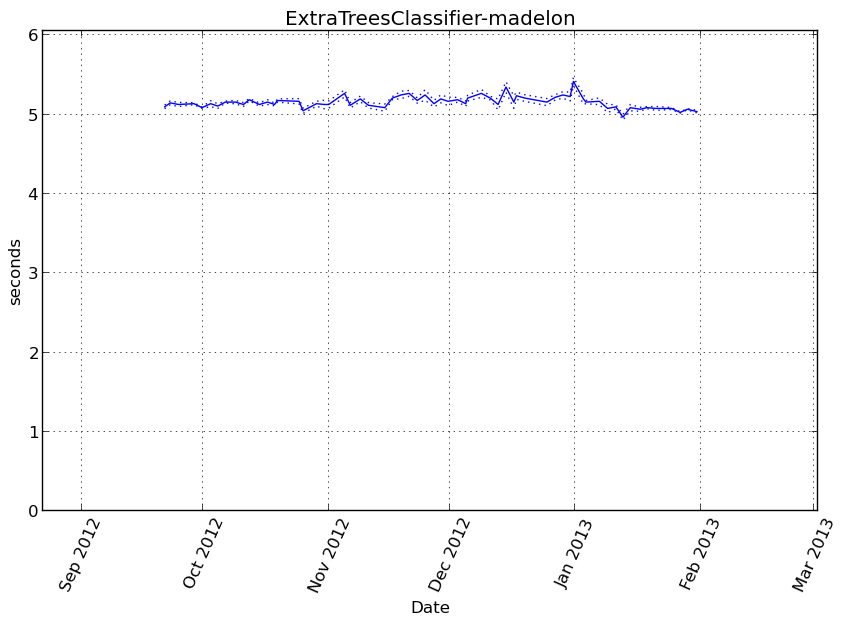 ExtraTreesClassifier-madelon
6
5
4
3
2
1
0
seconds
Sep 2012
Oct 2012
Nov 2012
Dec 2012
Jan 2013
Feb 2013
Mar 2013
Date